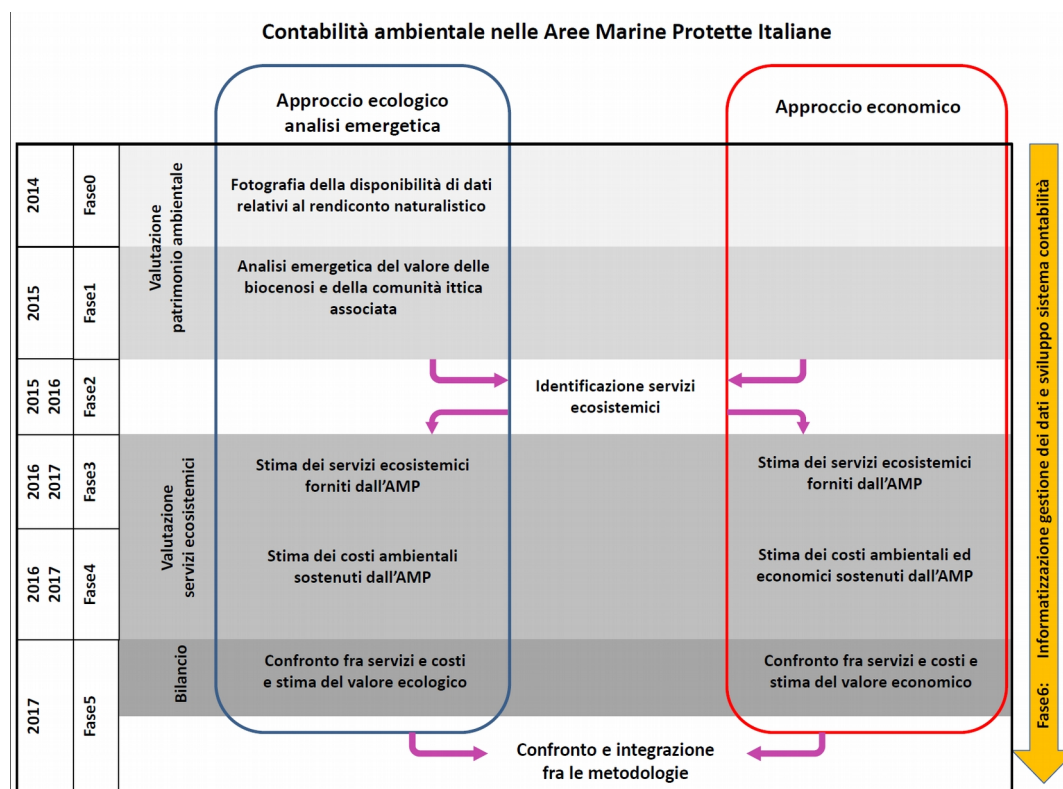 Contabilità ambientale nelle Aree Marine Protette Italiane
Approccio ecologico
analisi emergetica
Approccio economico
2014
Fase0
Valutazione
patrimonio ambientale
Fotografia della disponibilità di dati
relativi al rendiconto naturalistico
2015
Fase1
Analisi emergetica del valore delle
biocenosi e della comunità ittica
associata
2015
2016
Fase2
Identificazione servizi
ecosistemici
2016
2017
Fase3
Valutazione
servizi ecosistemici
Stima dei servizi ecosistemici
forniti dall'AMP
Stima dei servizi ecosistemici
forniti dall'AMP
2016
2017
Fase4
Stima dei costi ambientali
sostenuti dall'AMP
Stima dei costi ambientali ed
economici sostenuti dall'AMP
2017
Fase5
Bilancio
Confronto fra servizi e costi
e stima del valore ecologico
Confronto fra servizi e costi e
stima del valore economico
Confronto e integrazione
fra le metodologie
Fase6: Informatizzazione gestione dei dati e sviluppo sistema contabilità